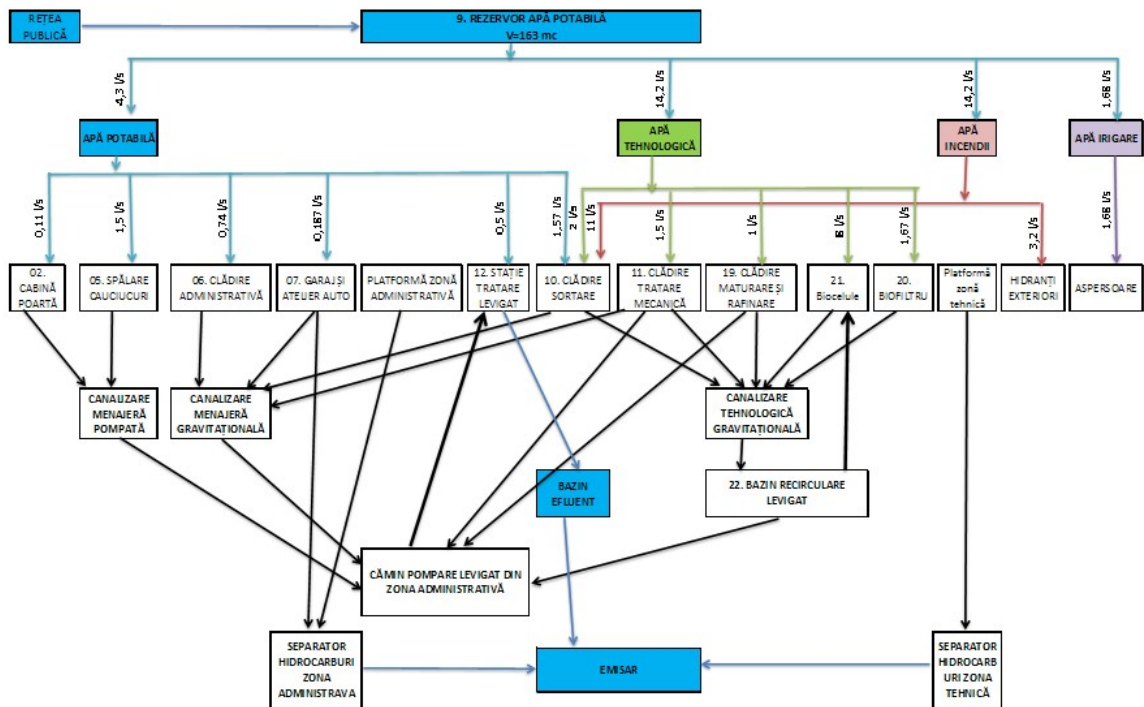 REȚEA
PUBLICĂ
9. REZERVOR APĂ POTABILĂ
V=163 mc
4,3 l/s
14,2 l/s
14,2 l/s
1,68 l/s
APĂ POTABILĂ
APĂ
TEHNOLOGICĂ
APĂ
INCENDII
APĂ IRIGARE
0,11 l/s
1,5 l/s
0,74 l/s
0,187 l/s
0,5 l/s
1,57 l/s
2 l/s
11 l/s
1,5 l/s
1 l/s
8 l/s
1,67 l/s
3,2 l/s
1,68 l/s
02.
CABINĂ
POARTĂ
05. SPĂLARE
CAUCIUCURI
06. CLĂDIRE
ADMINISTRATIVĂ
07. GARAJ ȘI
ATELIER AUTO
PLATFORMĂ ZONĂ
ADMINISTRATIVĂ
12. STAȚIE
TRATARE
LEVIGAT
10. CLĂDIRE
SORTARE
11. CLĂDIRE
TRATARE
MECANICĂ
19. CLĂDIRE
MATURARE ȘI
RAFINARE
21.
Biocelule
20.
BIOFILTRU
Platformă
zonă
tehnică
HIDRANȚI
EXTERIORI
ASPERSOARE
CANALIZARE
MENAJERĂ
POMPATĂ
CANALIZARE
MENAJERĂ
GRAVITAȚIONALĂ
CANALIZARE
TEHNOLOGICĂ
GRAVITAȚIONALĂ
BAZIN
EFLUENT
22. BAZIN RECIRCULARE
LEVIGAT
CĂMIN POMPARE LEVIGAT DIN
ZONA ADMINISTRATIVĂ
SEPARATOR
HIDROCARBURI
ZONA
ADMINISTRAVA
EMISAR
SEPARATOR
HIDROCARB
URI ZONA
TEHNICĂ